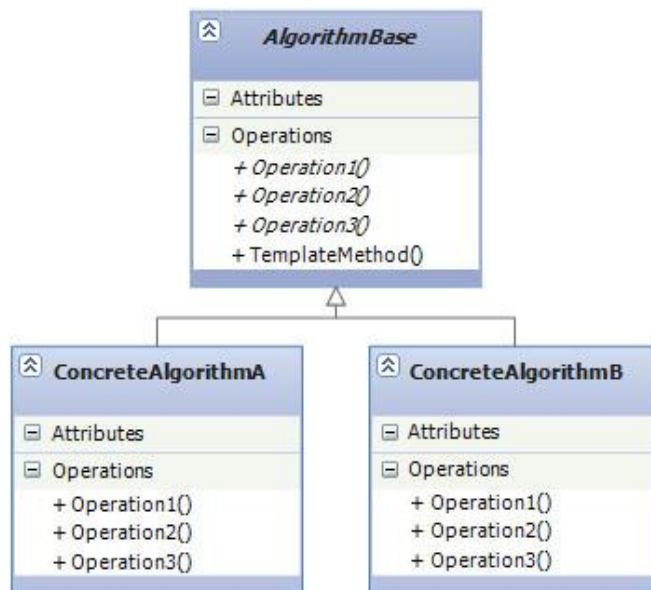 AlgorithmBase
Attributes
Operations
+ Operation1()
+ Operation2()
+ Operation3()
+ TemplateMethod()
ConcreteAlgorithmA
Attributes
Operations
+ Operation1()
+ Operation2()
+ Operation3()
ConcreteAlgorithmB
Attributes
Operations
+ Operation1()
+ Operation2()
+ Operation3()